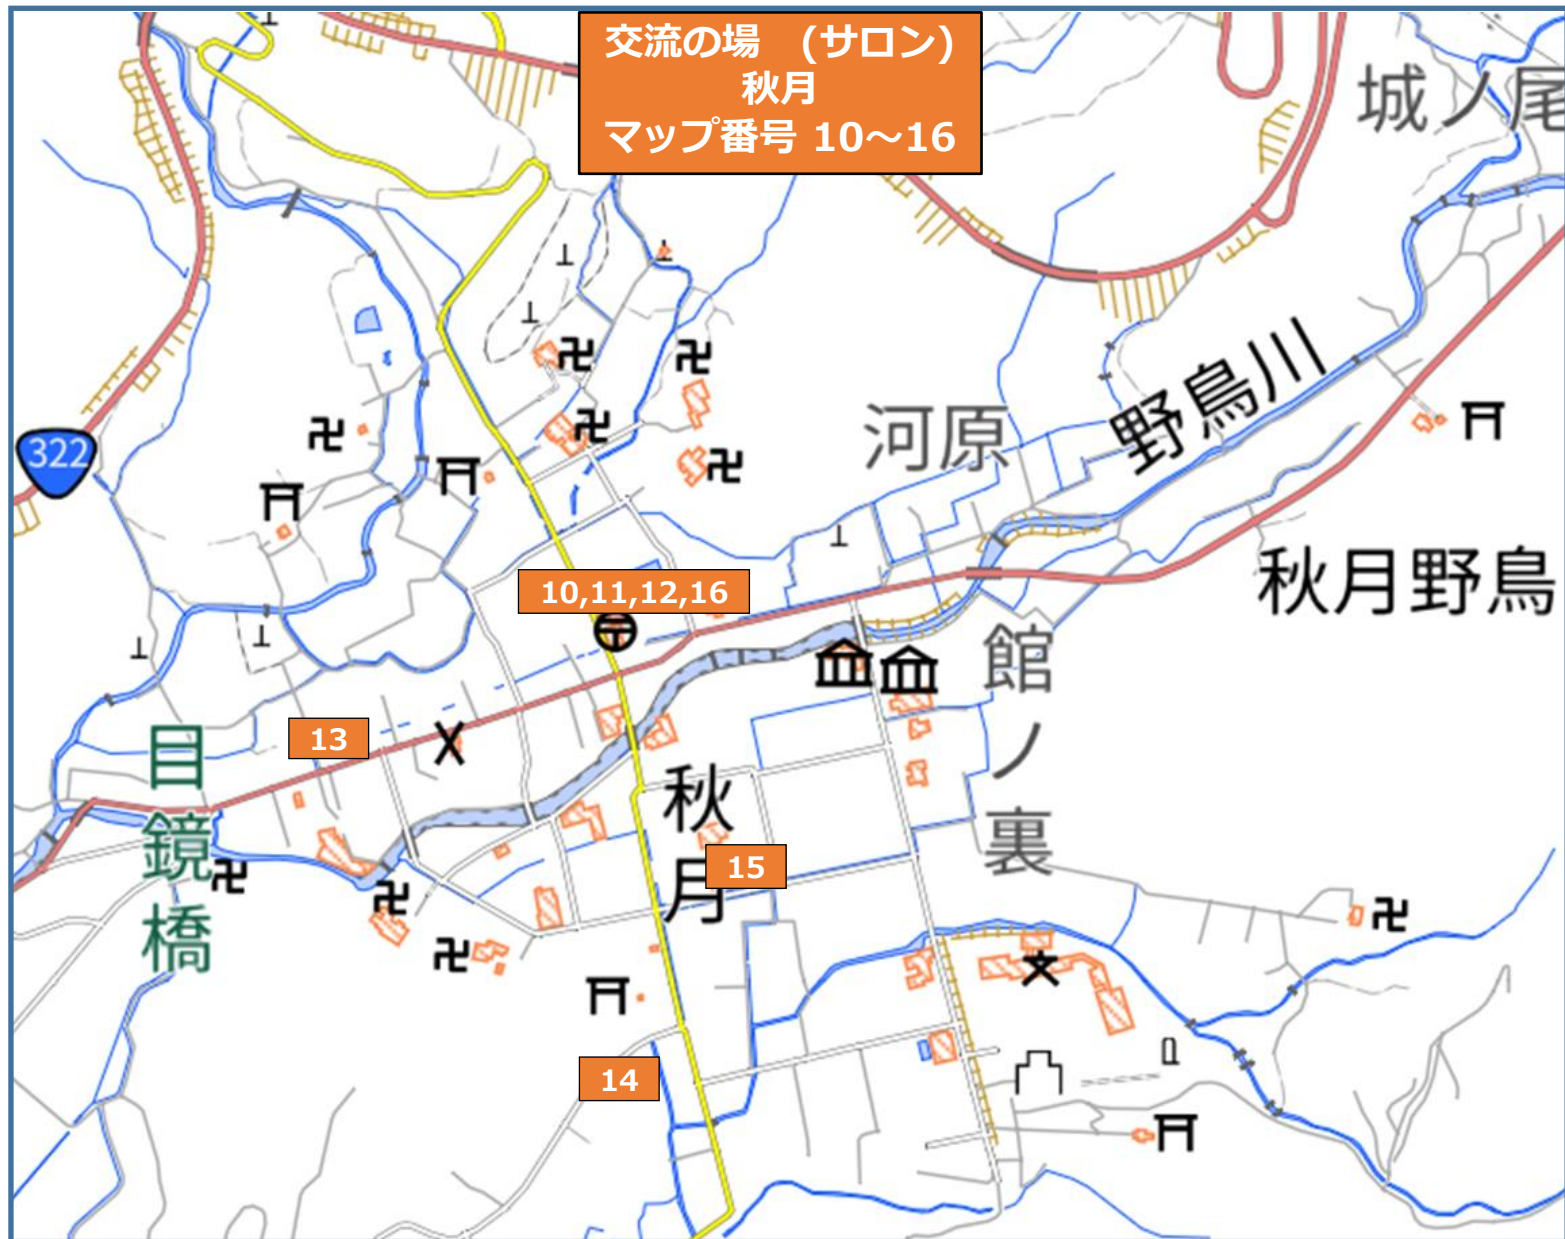 交流の場　(サロン)
秋月
マップ番号 10～16
城ノ尾
野鳥川
河原
322
秋月野鳥
10,11,12,16
館ノ裏
13
目鏡橋
秋月
15
14